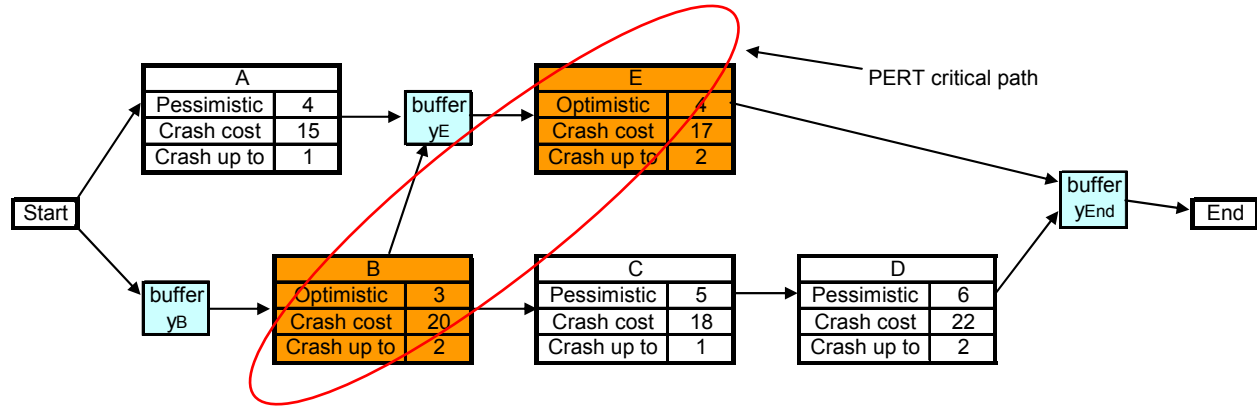 A
Pessimistic 4
Crash cost 15
Crash up to 1
buffer
yE
E
Optimistic 4
Crash cost 17
Crash up to 2
PERT critical path
Start
buffer
yB
B
Optimistic 3
Crash cost 20
Crash up to 2
C
Pessimistic 5
Crash cost 18
Crash up to 1
D
Pessimistic 6
Crash cost 22
Crash up to 2
buffer
yEnd
End